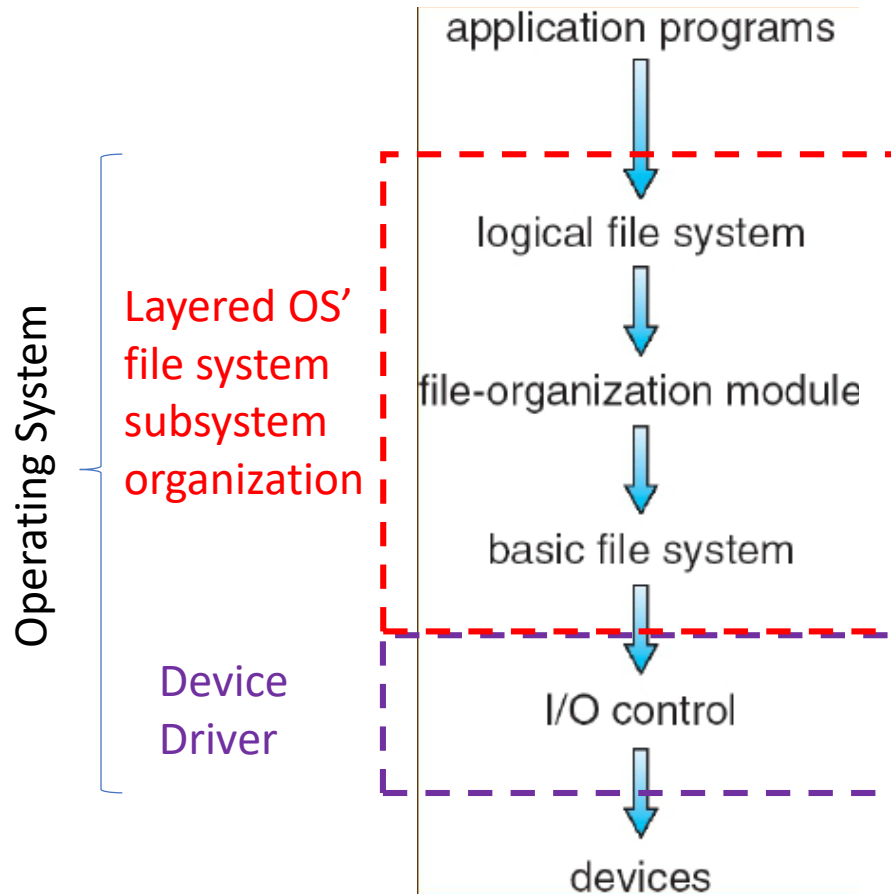 application programs
logical file system
Layered OS’
file system
subsystem
organization
file-organization module
Operating System
basic file system
Device
Driver
I/O control
devices